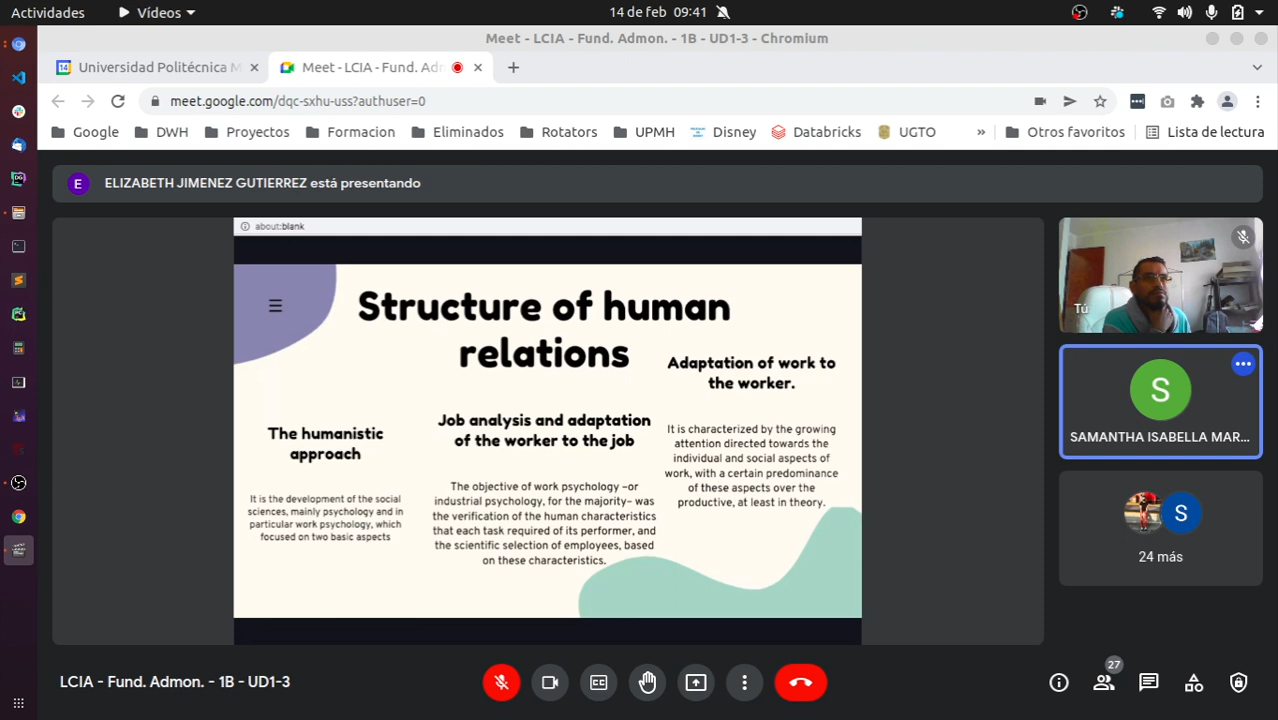 Actividades
Vídeos
14 de feb 09:41
Meet - LCIA - Fund. Admon. - 1B - UD1-3 - Chromium
14 Universidad Politécnica M
Meet - LCIA - Fund. Adm
meet.google.com/dqc-sxhu-uss?authuser=0
Google
DWH
Proyectos
Formacion
Eliminados
Rotators
UPMH
Disney
Databricks
UGTO
»
Otros favoritos
Lista de lectura
E
ELIZABETH JIMENEZ GUTIERREZ está presentando
about:blank
Structure of human
relations
The humanistic
approach
It is the development of the social
sciences, mainly psychology and in
particular work psychology, which
focused on two basic aspects
Job analysis and adaptation
of the worker to the job
The objective of work psychology –or
industrial psychology, for the majority– was
the verification of the human characteristics
that each task required of its performer, and
the scientific selection of employees, based
on these characteristics.
Adaptation of work to
the worker.
It is characterized by the growing
attention directed towards the
individual and social aspects of
work, with a certain predominance
of these aspects over the
productive, at least in theory.
Tú
S
SAMANTHA ISABELLA MAR...
S
24 más
LCIA - Fund. Admon. - 1B - UD1-3
27